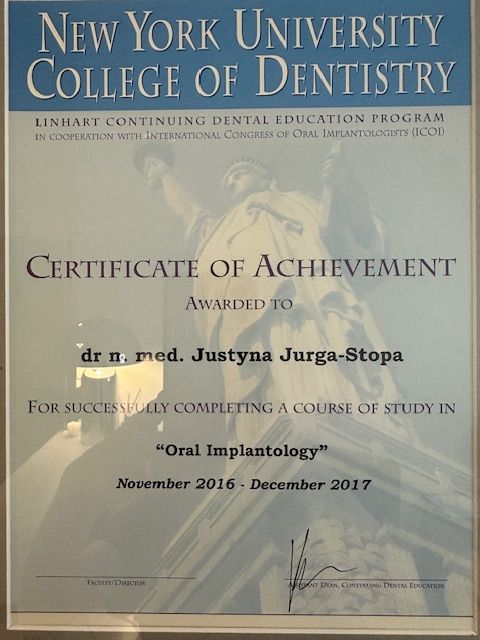 NEW YORK UNIVERSITY
COLLEGE OF DENTISTRY
LINHART CONTINUING DENTAL EDUCATION PROGRAM
IN COOPERATION WITH INTERNATIONAL CONGRESS OF ORAL IMPLANTOLOGISTS (ICOI)
CERTIFICATE OF ACHIEVEMENT
AWARDED TO
dr n. med. Justyna Jurga-Stopa
FOR SUCCESSFULLY COMPLETING A COURSE OF STUDY IN
“Oral Implantology”
November 2016 - December 2017
FACULTY/DIRECTOR
ASSISTANT DEAN, CONTINUING DENTAL EDUCATION